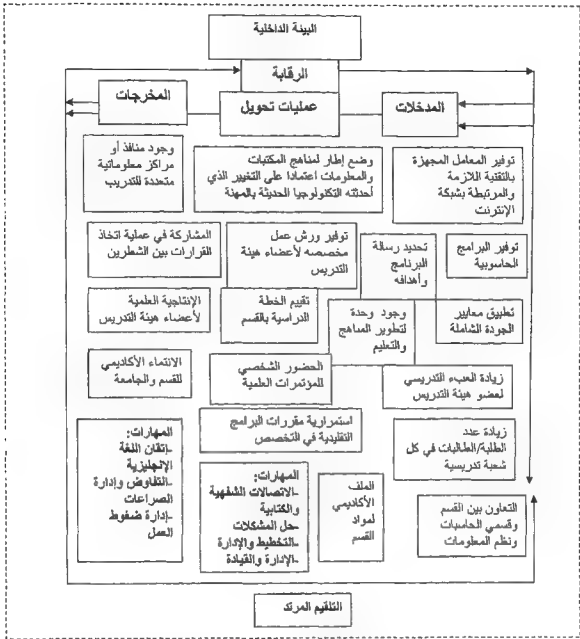 البيئة الداخلية
الرقابة
المدخلات
عمليات تحويل
المخرجات
توفير المعامل المجهزة
بالتقنية اللازمة
والمرتبطة بشبكة
الإنترنت
وضع إطار لمناهج المكتبات
والمعلومات أعتمادا على التغيير الذي
أحدثته التكنولوجيا الحديثة بالمهنة
وجود منافذ أو
مراكز معلوماتية
متعددة للتدريب
توفير البرامج
الحاسوبية
تحديد رسالة
البرنامج
وأهدافه
توفير ورش عمل
مخصصه لأعضاء هيئة
التدريس
المشاركة في عملية اتخاذ
القرارات بين الشطرين
تطبيق معايير
الجودة الشاملة
وجود وحدة
لتطوير المناهج
والتعليم
تقييم الخطة
الدراسية بالقسم
الإنتاجية العلمية
لأعضاء هيئة التدريس
زيادة العبء التدريسي
لعضو هيئة التدريس
الحضور الشخصي
للمؤتمرات العلمية
الانتماء الأكاديمي
للقسم والجامعة
زيادة عدد
الطلبة/الطالبات في كل
شعبة تدريسية
استمرارية مقررات البرامج
التقليدية في التخصص
المهارات:
-إتقان اللغة
الإنجليزية
-التفاوض وإدارة
الصراعات
-إدارة ضغوط
العمل
التعاون بين القسم
وقسمي الحاسبات
ونظم المعلومات
الملف
الأكاديمي
لمواد
القسم
المهارات:
-الاتصالات الشفهية
والكتابية
-حل المشكلات
-التخطيط والإدارة
-الإدارة والقيادة
التلقيم المرتد